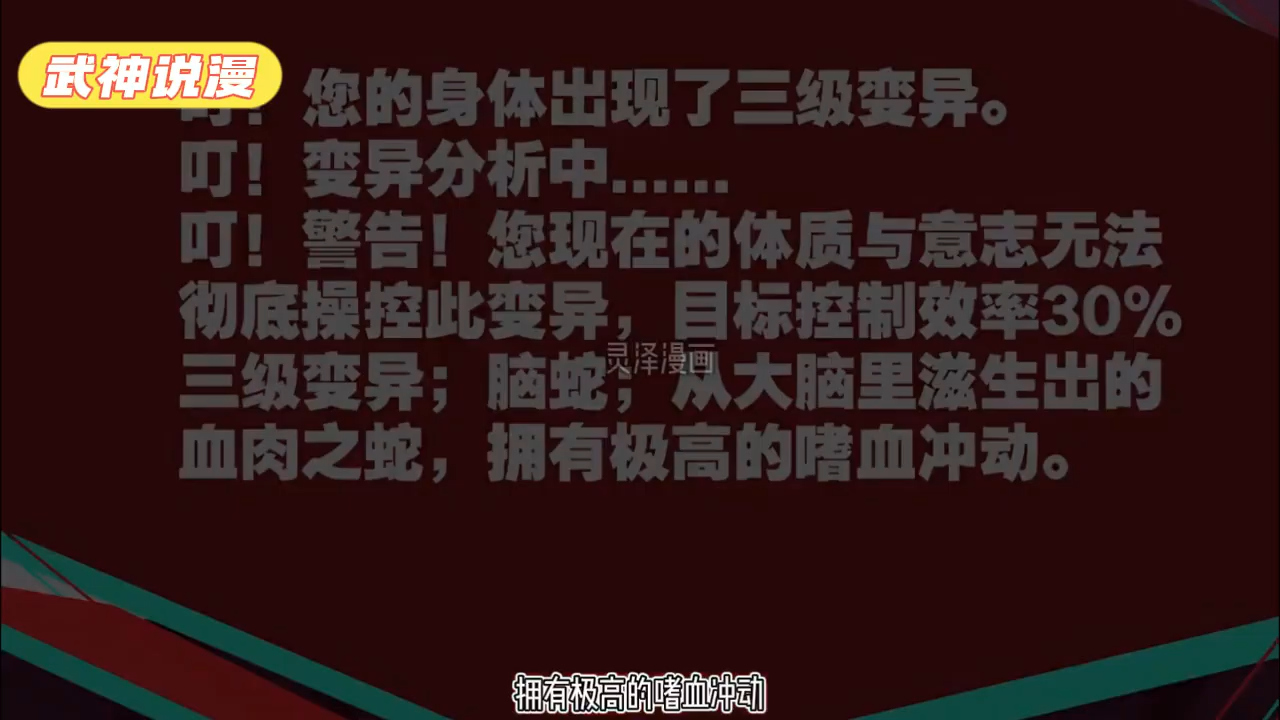 武神说漫
叮！您的身体出现了三级变异。
叮！变异分析中......
叮！警告！您现在的体质与意志无法
彻底操控此变异，目标控制效率30%
灵泽漫画
三级变异；脑蛇；从大脑里滋生出的
血肉之蛇，拥有极高的嗜血冲动。
拥有极高的嗜血冲动